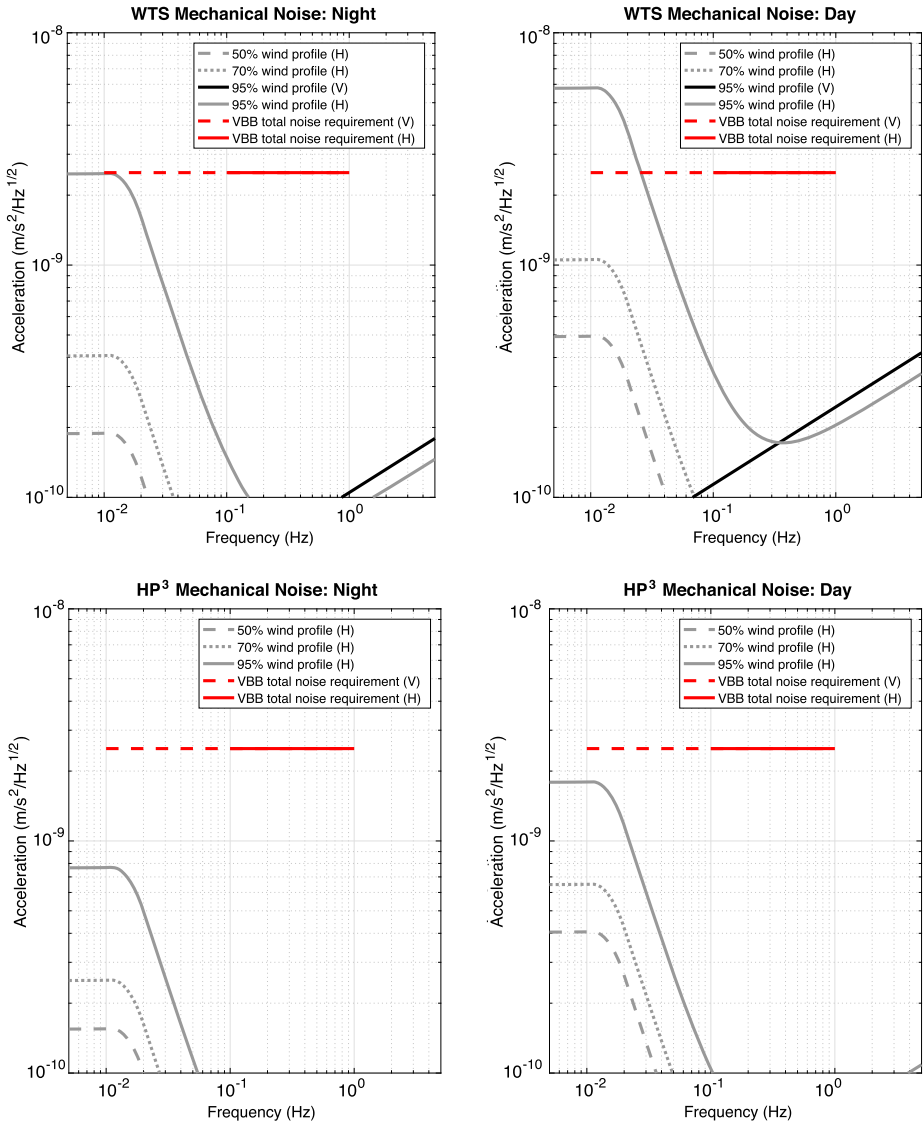 WTS Mechanical Noise: Night
10^-8
50% wind profile (H)
70% wind profile (H)
95% wind profile (V)
95% wind profile (H)
VBB total noise requirement (V)
VBB total noise requirement (H)
Acceleration (m/s^2/Hz^1/2)
10^-9
10^-10
10^-2
10^-1
10^0
Frequency (Hz)
WTS Mechanical Noise: Day
10^-8
50% wind profile (H)
70% wind profile (H)
95% wind profile (V)
95% wind profile (H)
VBB total noise requirement (V)
VBB total noise requirement (H)
Acceleration (m/s^2/Hz^1/2)
10^-9
10^-10
10^-2
10^-1
10^0
Frequency (Hz)
HP^3 Mechanical Noise: Night
10^-8
50% wind profile (H)
70% wind profile (H)
95% wind profile (H)
VBB total noise requirement (V)
VBB total noise requirement (H)
Acceleration (m/s^2/Hz^1/2)
10^-9
10^-10
10^-2
10^-1
10^0
Frequency (Hz)
HP^3 Mechanical Noise: Day
10^-8
50% wind profile (H)
70% wind profile (H)
95% wind profile (H)
VBB total noise requirement (V)
VBB total noise requirement (H)
Acceleration (m/s^2/Hz^1/2)
10^-9
10^-10
10^-2
10^-1
10^0
Frequency (Hz)